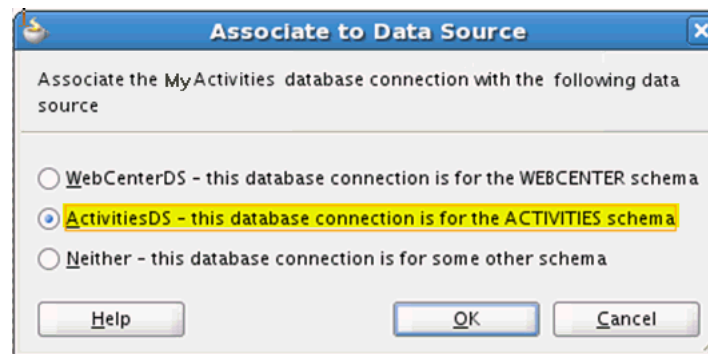 Associate to Data Source
Associate the My Activities database connection with the following data
source
WebCenterDS - this database connection is for the WEBCENTER schema
ActivitiesDS - this database connection is for the ACTIVITIES schema
Neither - this database connection is for some other schema
Help OK Cancel